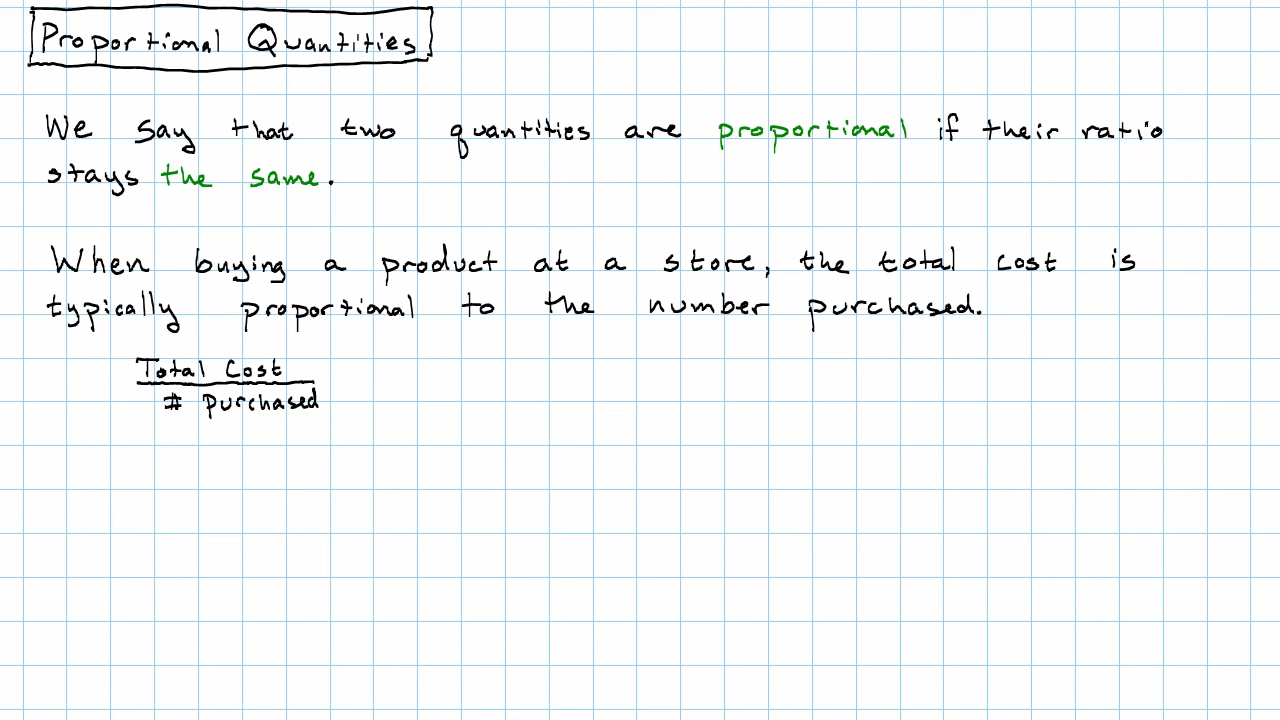 Proportional Quantities
We say that two quantities are proportional if their ratio
stays the same.
When buying a product at a store, the total cost is
typically proportional to the number purchased.
Total Cost
# purchased